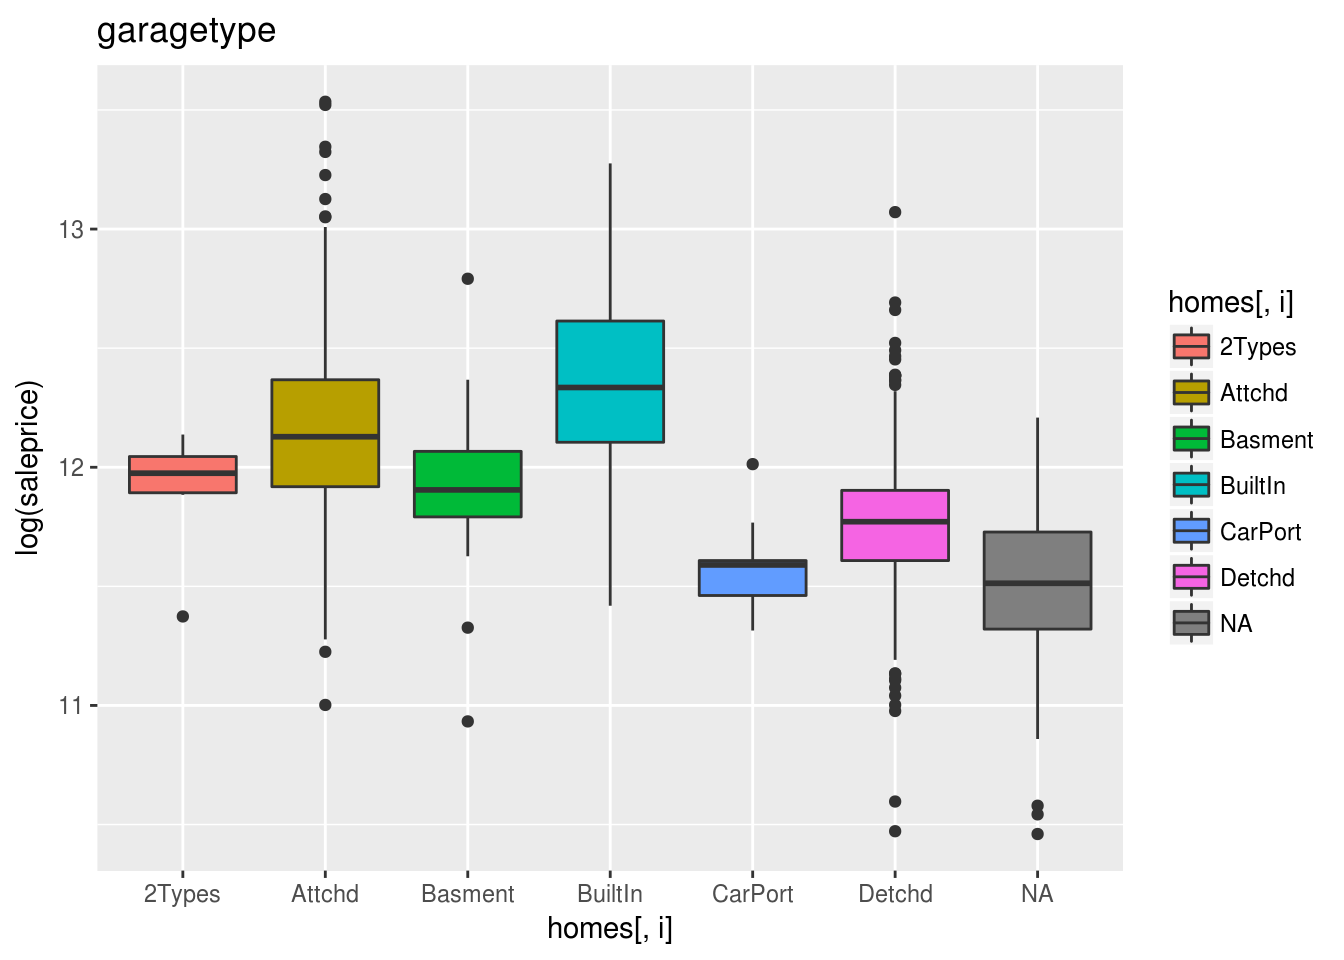 garagetype
log(saleprice)
13
12
11
2Types Attchd Basment BuiltIn CarPort Detchd NA
homes[, i]
homes[, i]
2Types
Attchd
Basment
BuiltIn
CarPort
Detchd
NA